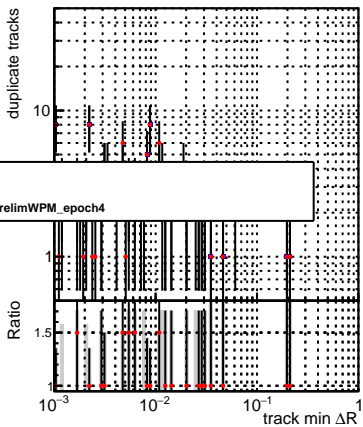 duplicate tracks
10
relimWPM_epoch4
1
Ratio
1.5
1
10⁻³ 10⁻² 10⁻¹ 1
track min ΔR